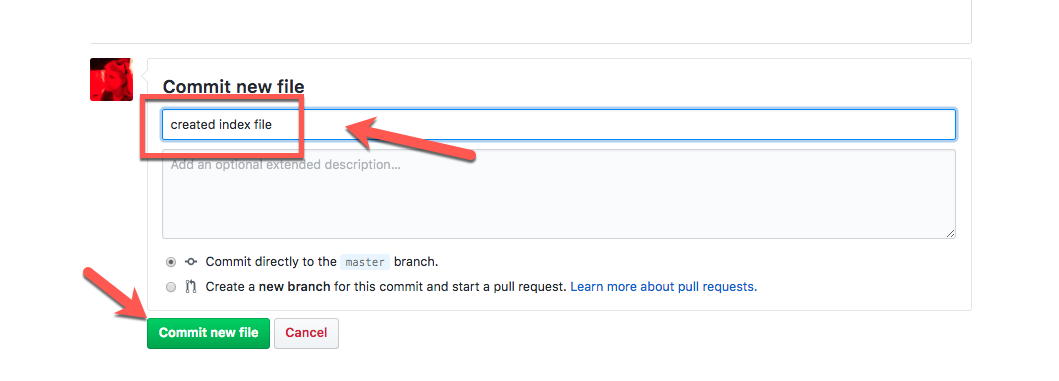 Commit new file
created index file
Add an optional extended description...
Commit directly to the master branch.
Create a new branch for this commit and start a pull request. Learn more about pull requests.
Commit new file Cancel